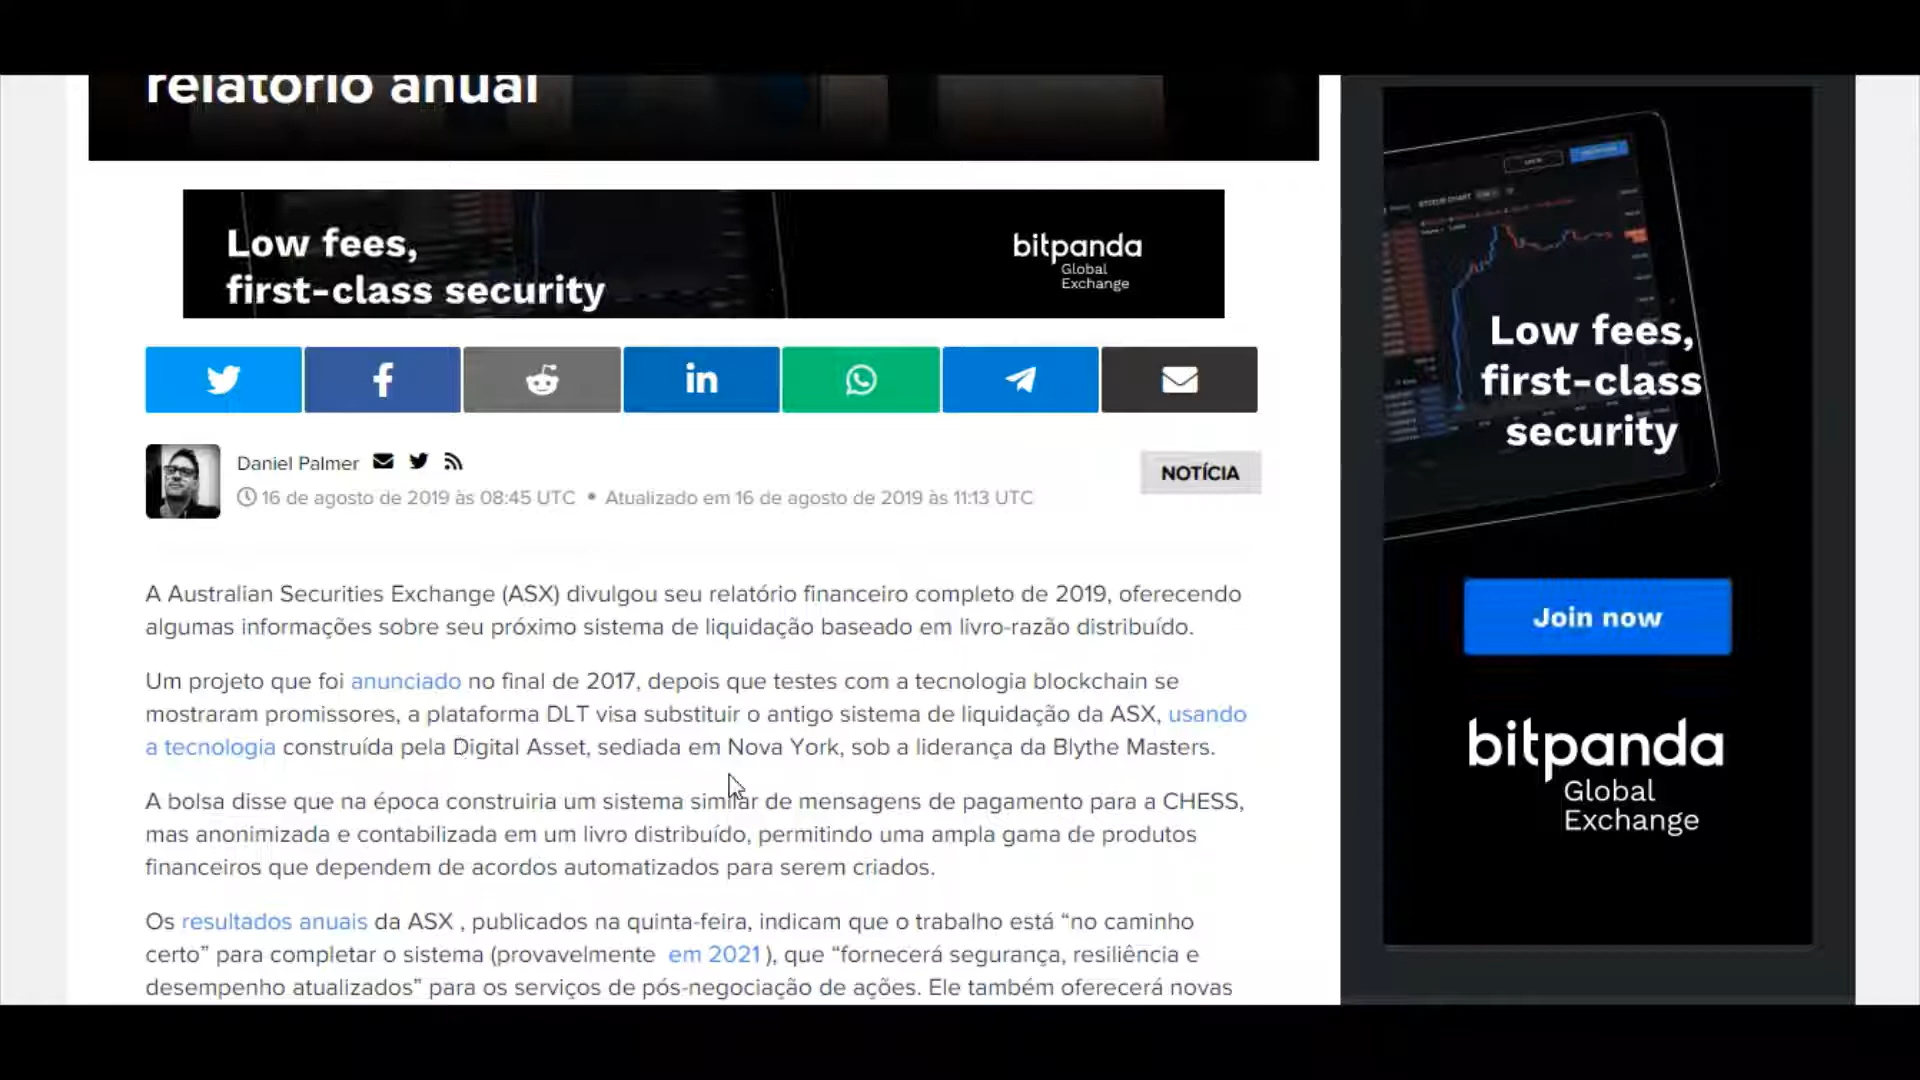 relatório anual
Low fees,
first-class security
bitpanda
Global
Exchange
Daniel Palmer
16 de agosto de 2019 às 08:45 UTC • Atualizado em 16 de agosto de 2019 às 11:13 UTC
NOTÍCIA
A Australian Securities Exchange (ASX) divulgou seu relatório financeiro completo de 2019, oferecendo
algumas informações sobre seu próximo sistema de liquidação baseado em livro-razão distribuído.
Um projeto que foi anunciado no final de 2017, depois que testes com a tecnologia blockchain se
mostraram promissores, a plataforma DLT visa substituir o antigo sistema de liquidação da ASX, usando
a tecnologia construída pela Digital Asset, sediada em Nova York, sob a liderança da Blythe Masters.
A bolsa disse que na época construiria um sistema similar de mensagens de pagamento para a CHESS,
mas anonimizada e contabilizada em um livro distribuído, permitindo uma ampla gama de produtos
financeiros que dependem de acordos automatizados para serem criados.
Os resultados anuais da ASX , publicados na quinta-feira, indicam que o trabalho está “no caminho
certo” para completar o sistema (provavelmente em 2021 ), que “fornecerá segurança, resiliência e
desempenho atualizados” para os serviços de pós-negociação de ações. Ele também oferecerá novas
Low fees,
first-class
security
Join now
bitpanda
Global
Exchange